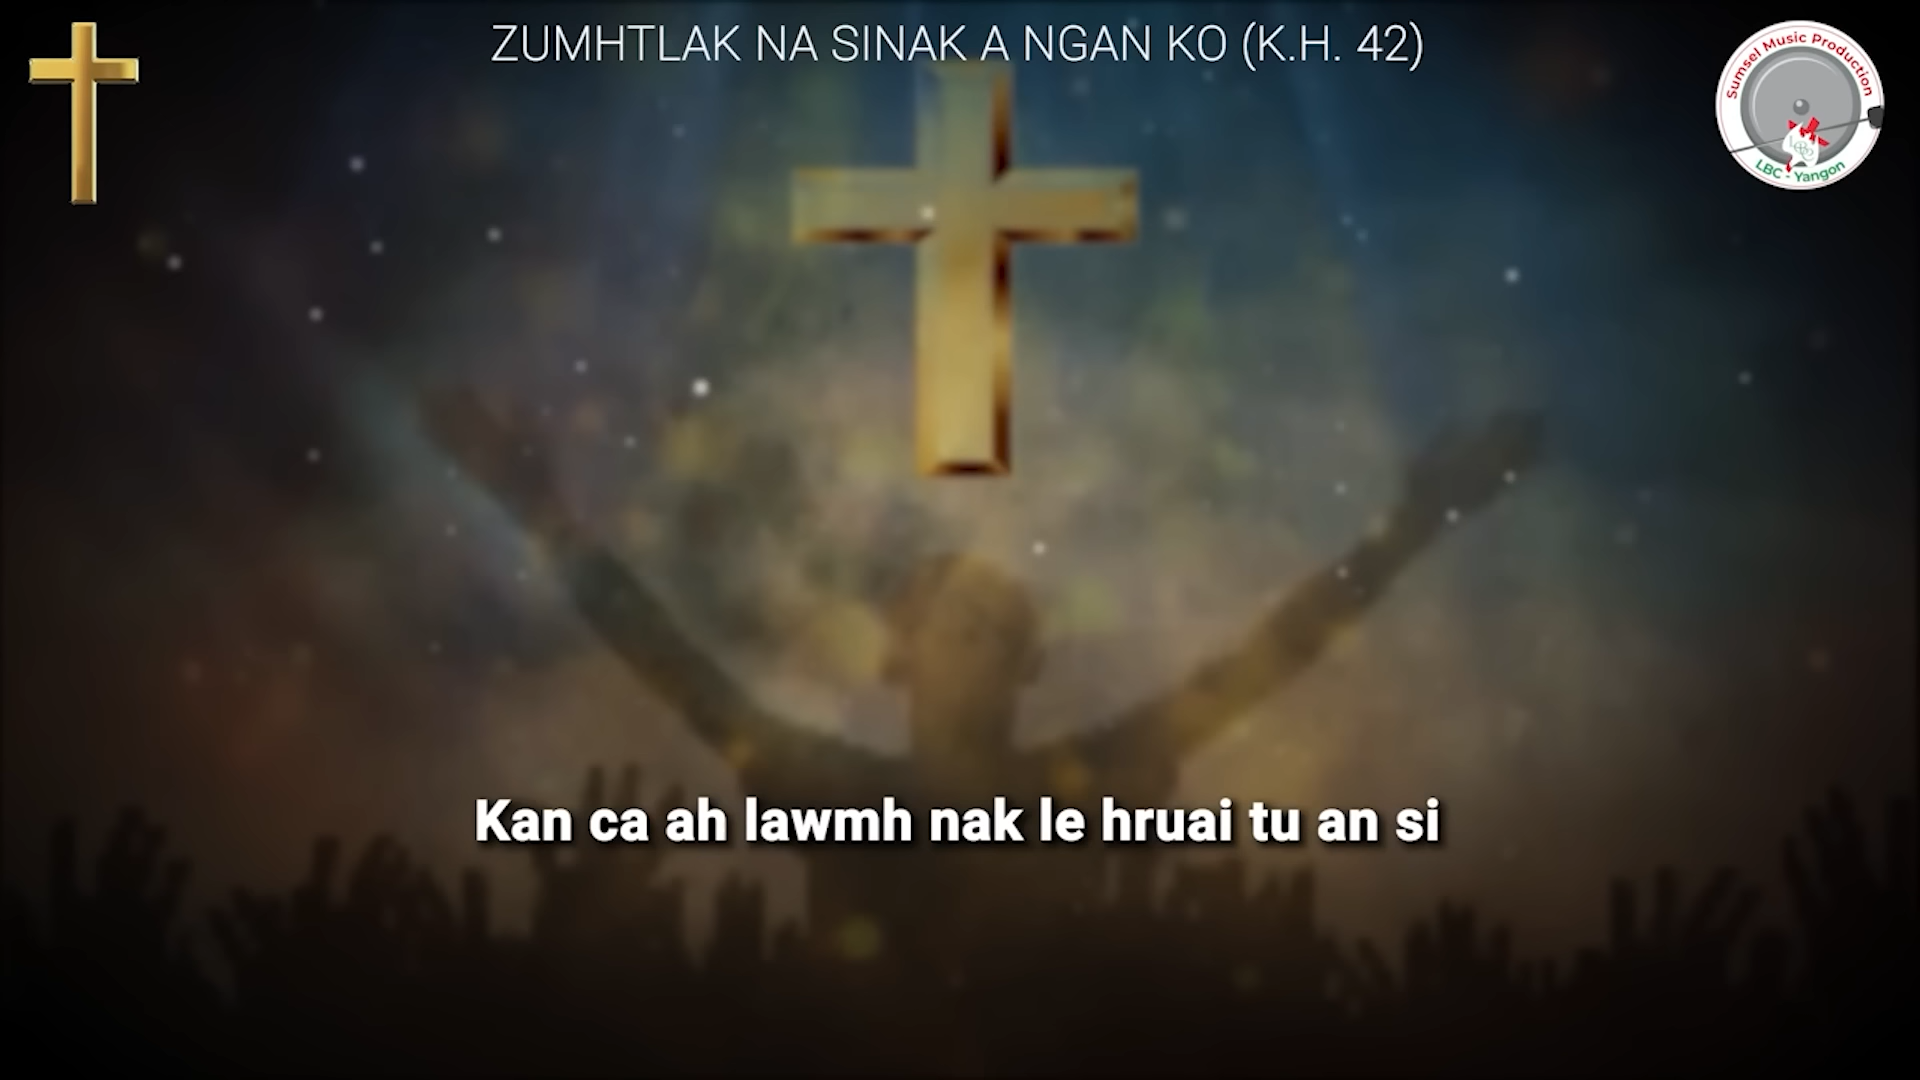 ZUMHTLAK NA SINAK A NGAN KO (K.H. 42)
Sumsel Music Production
LBC - Yangon
Kan ca ah lawmh nak le hruai tu an si